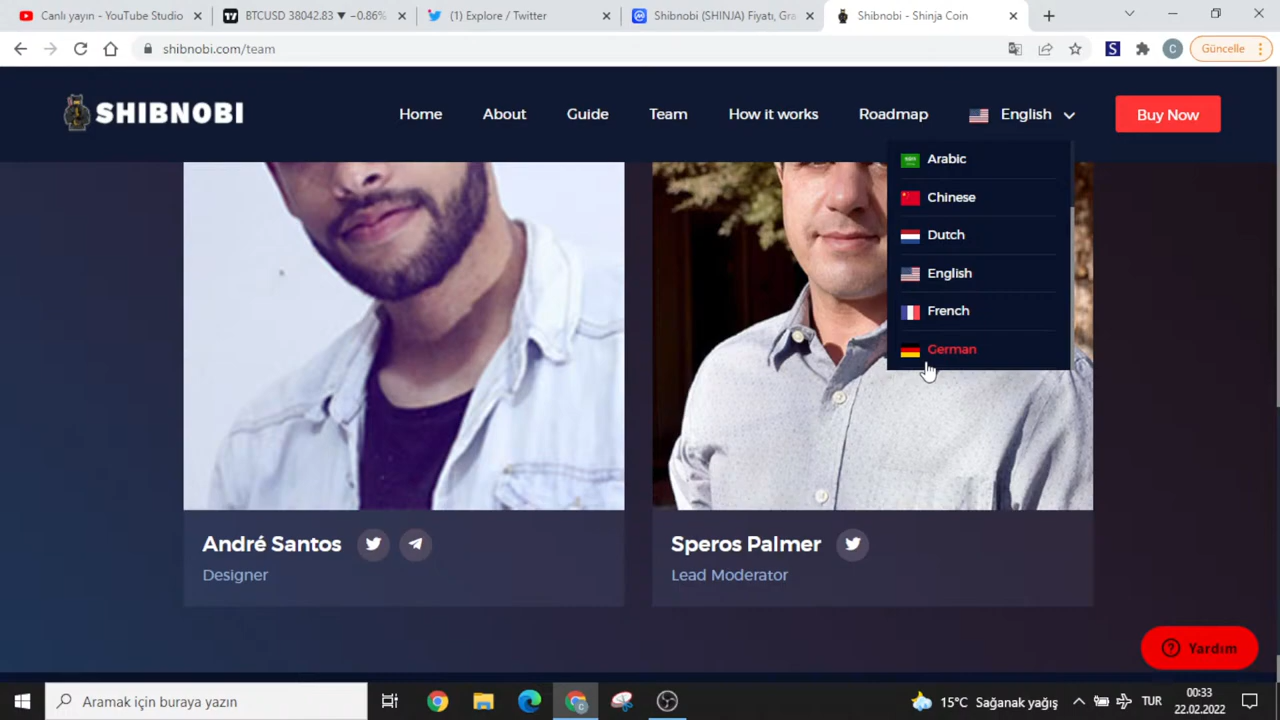 Canlı yayın - YouTube Studio
BTCUSD 38042.83 ▼ −0.86%
(1) Explore / Twitter
Shibnobi (SHINJA) Fiyatı, Gra
Shibnobi - Shinja Coin
shibnobi.com/team
S
C
Güncelle
SHIBNOBI
Home
About
Guide
Team
How it works
Roadmap
English
Buy Now
Arabic
Chinese
Dutch
English
French
German
André Santos
Designer
Speros Palmer
Lead Moderator
Yardım
Aramak için buraya yazın
15°C Sağanak yağış
TUR
00:33
22.02.2022